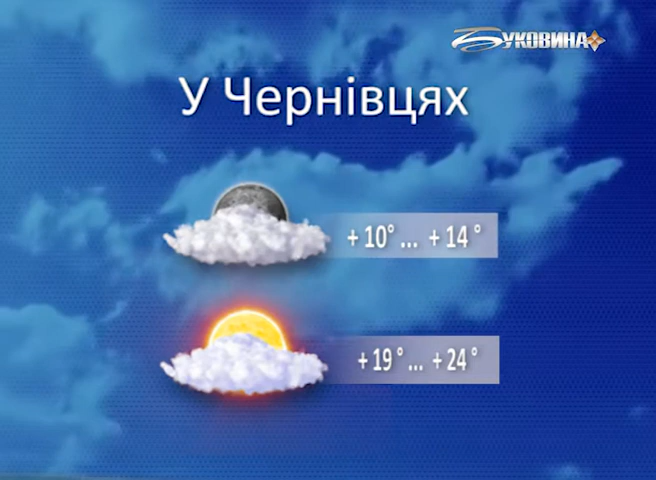 БУКОВИНА
У Чернівцях
+ 10° ... + 14 °
+ 19 ° ... + 24 °